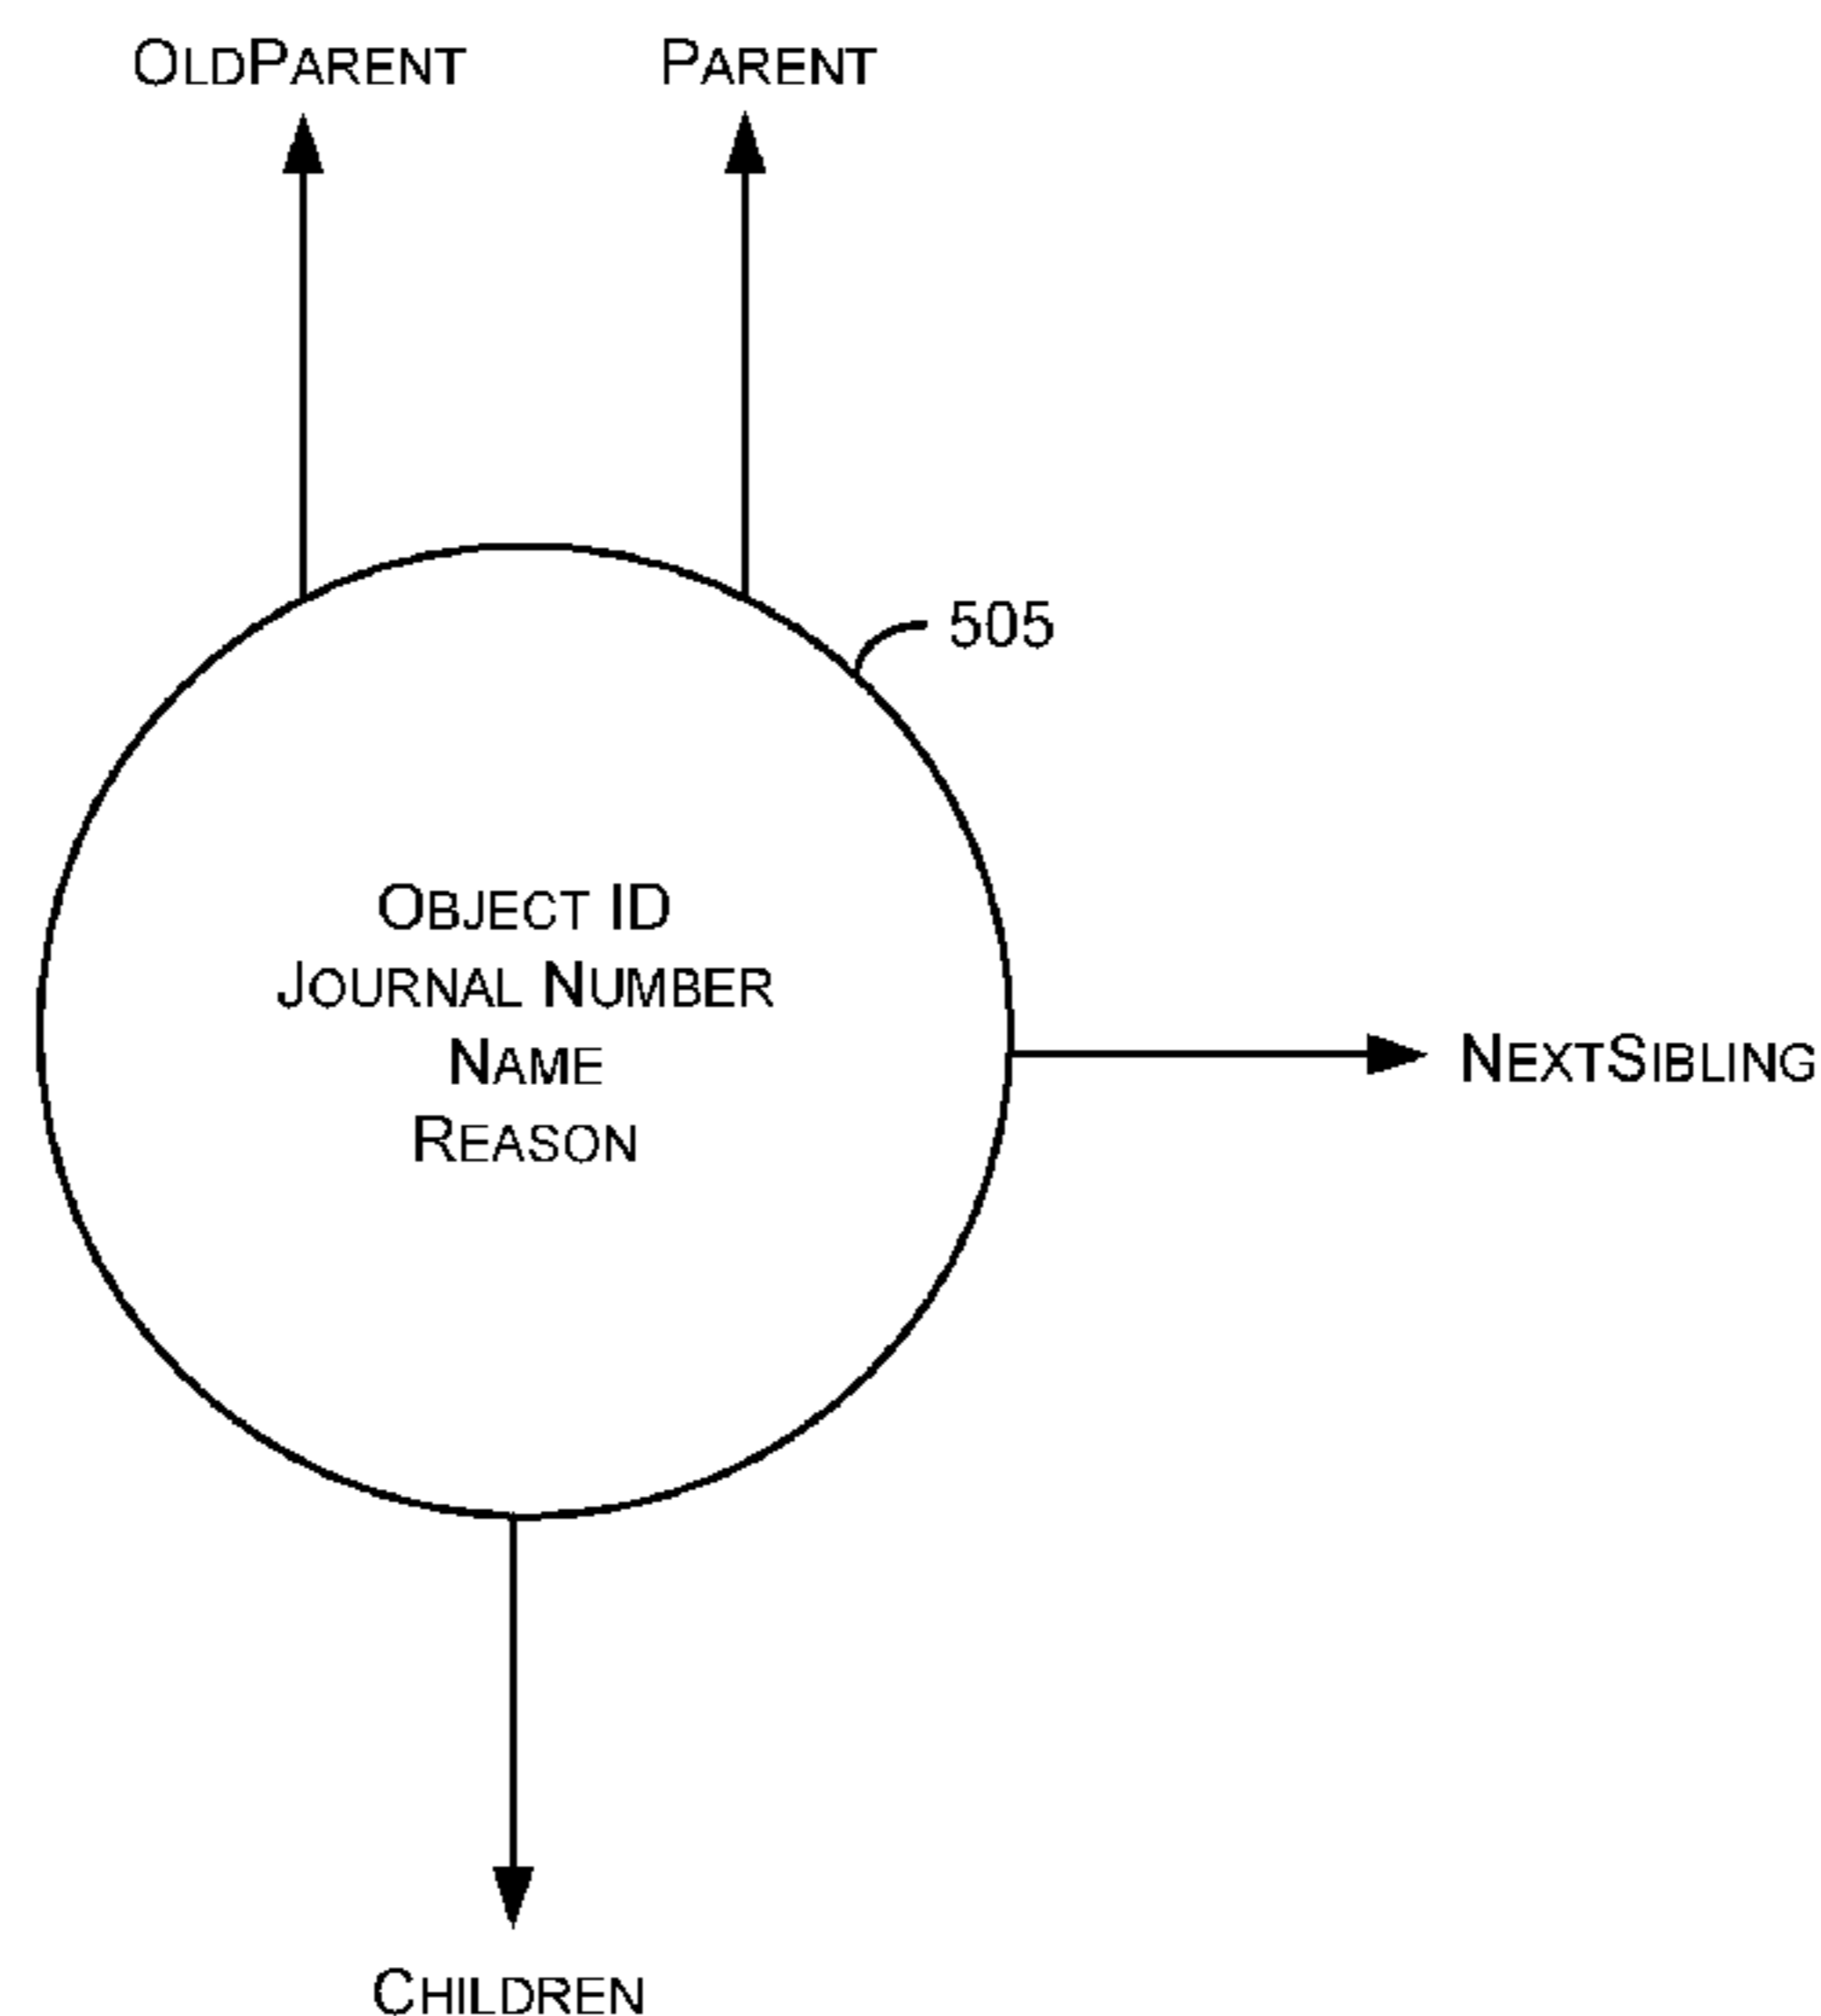 OLDPARENT
PARENT
505
OBJECT ID
JOURNAL NUMBER
NAME
REASON
NEXTSIBLING
CHILDREN